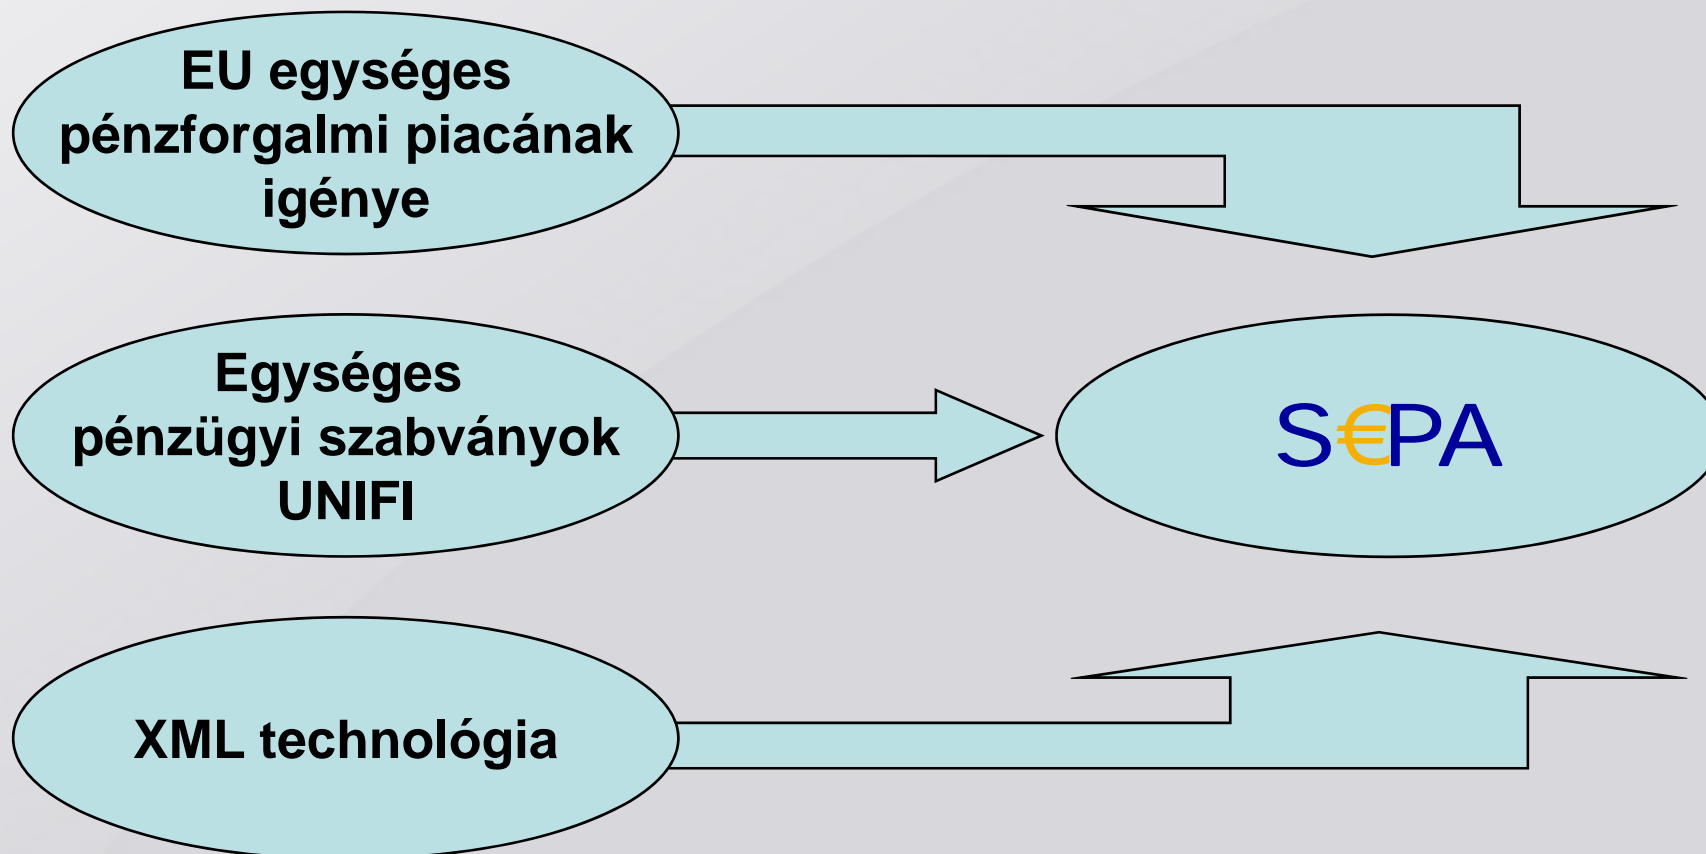 EU egységes
pénzforgalmi piacának
igénye
Egységes
pénzügyi szabványok
UNIFI
S€PA
XML technológia